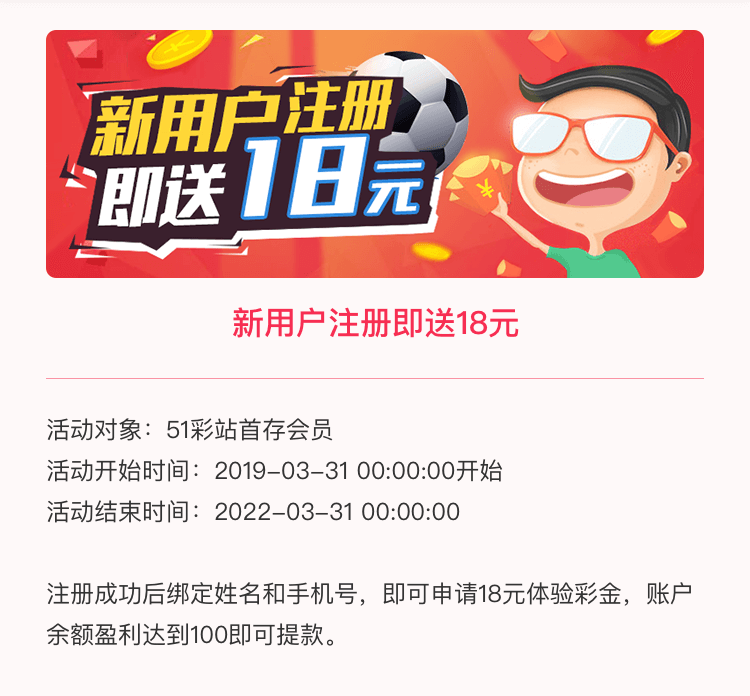 新用户注册
即送18元
¥
新用户注册即送18元
活动对象：51彩站首存会员
活动开始时间：2019-03-31 00:00:00开始
活动结束时间：2022-03-31 00:00:00
注册成功后绑定姓名和手机号，即可申请18元体验彩金，账户
余额盈利达到100即可提款。